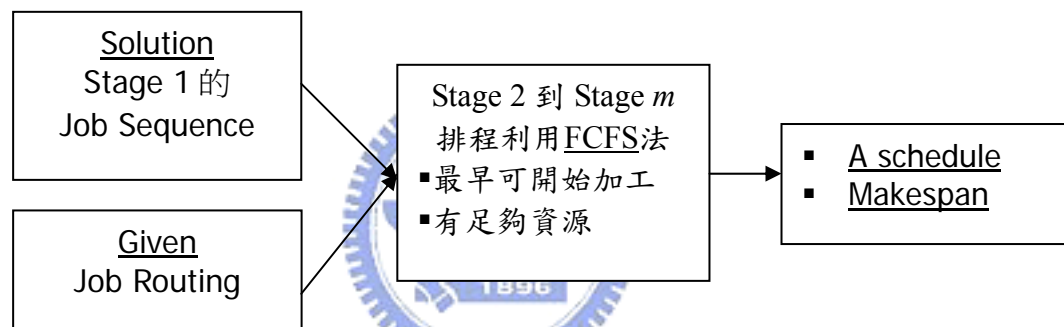 Solution
Stage 1 的
Job Sequence
Given
Job Routing
Stage 2 到 Stage m
排程利用FCFS法
▪最早可開始加工
▪有足夠資源
▪ A schedule
▪ Makespan
1896